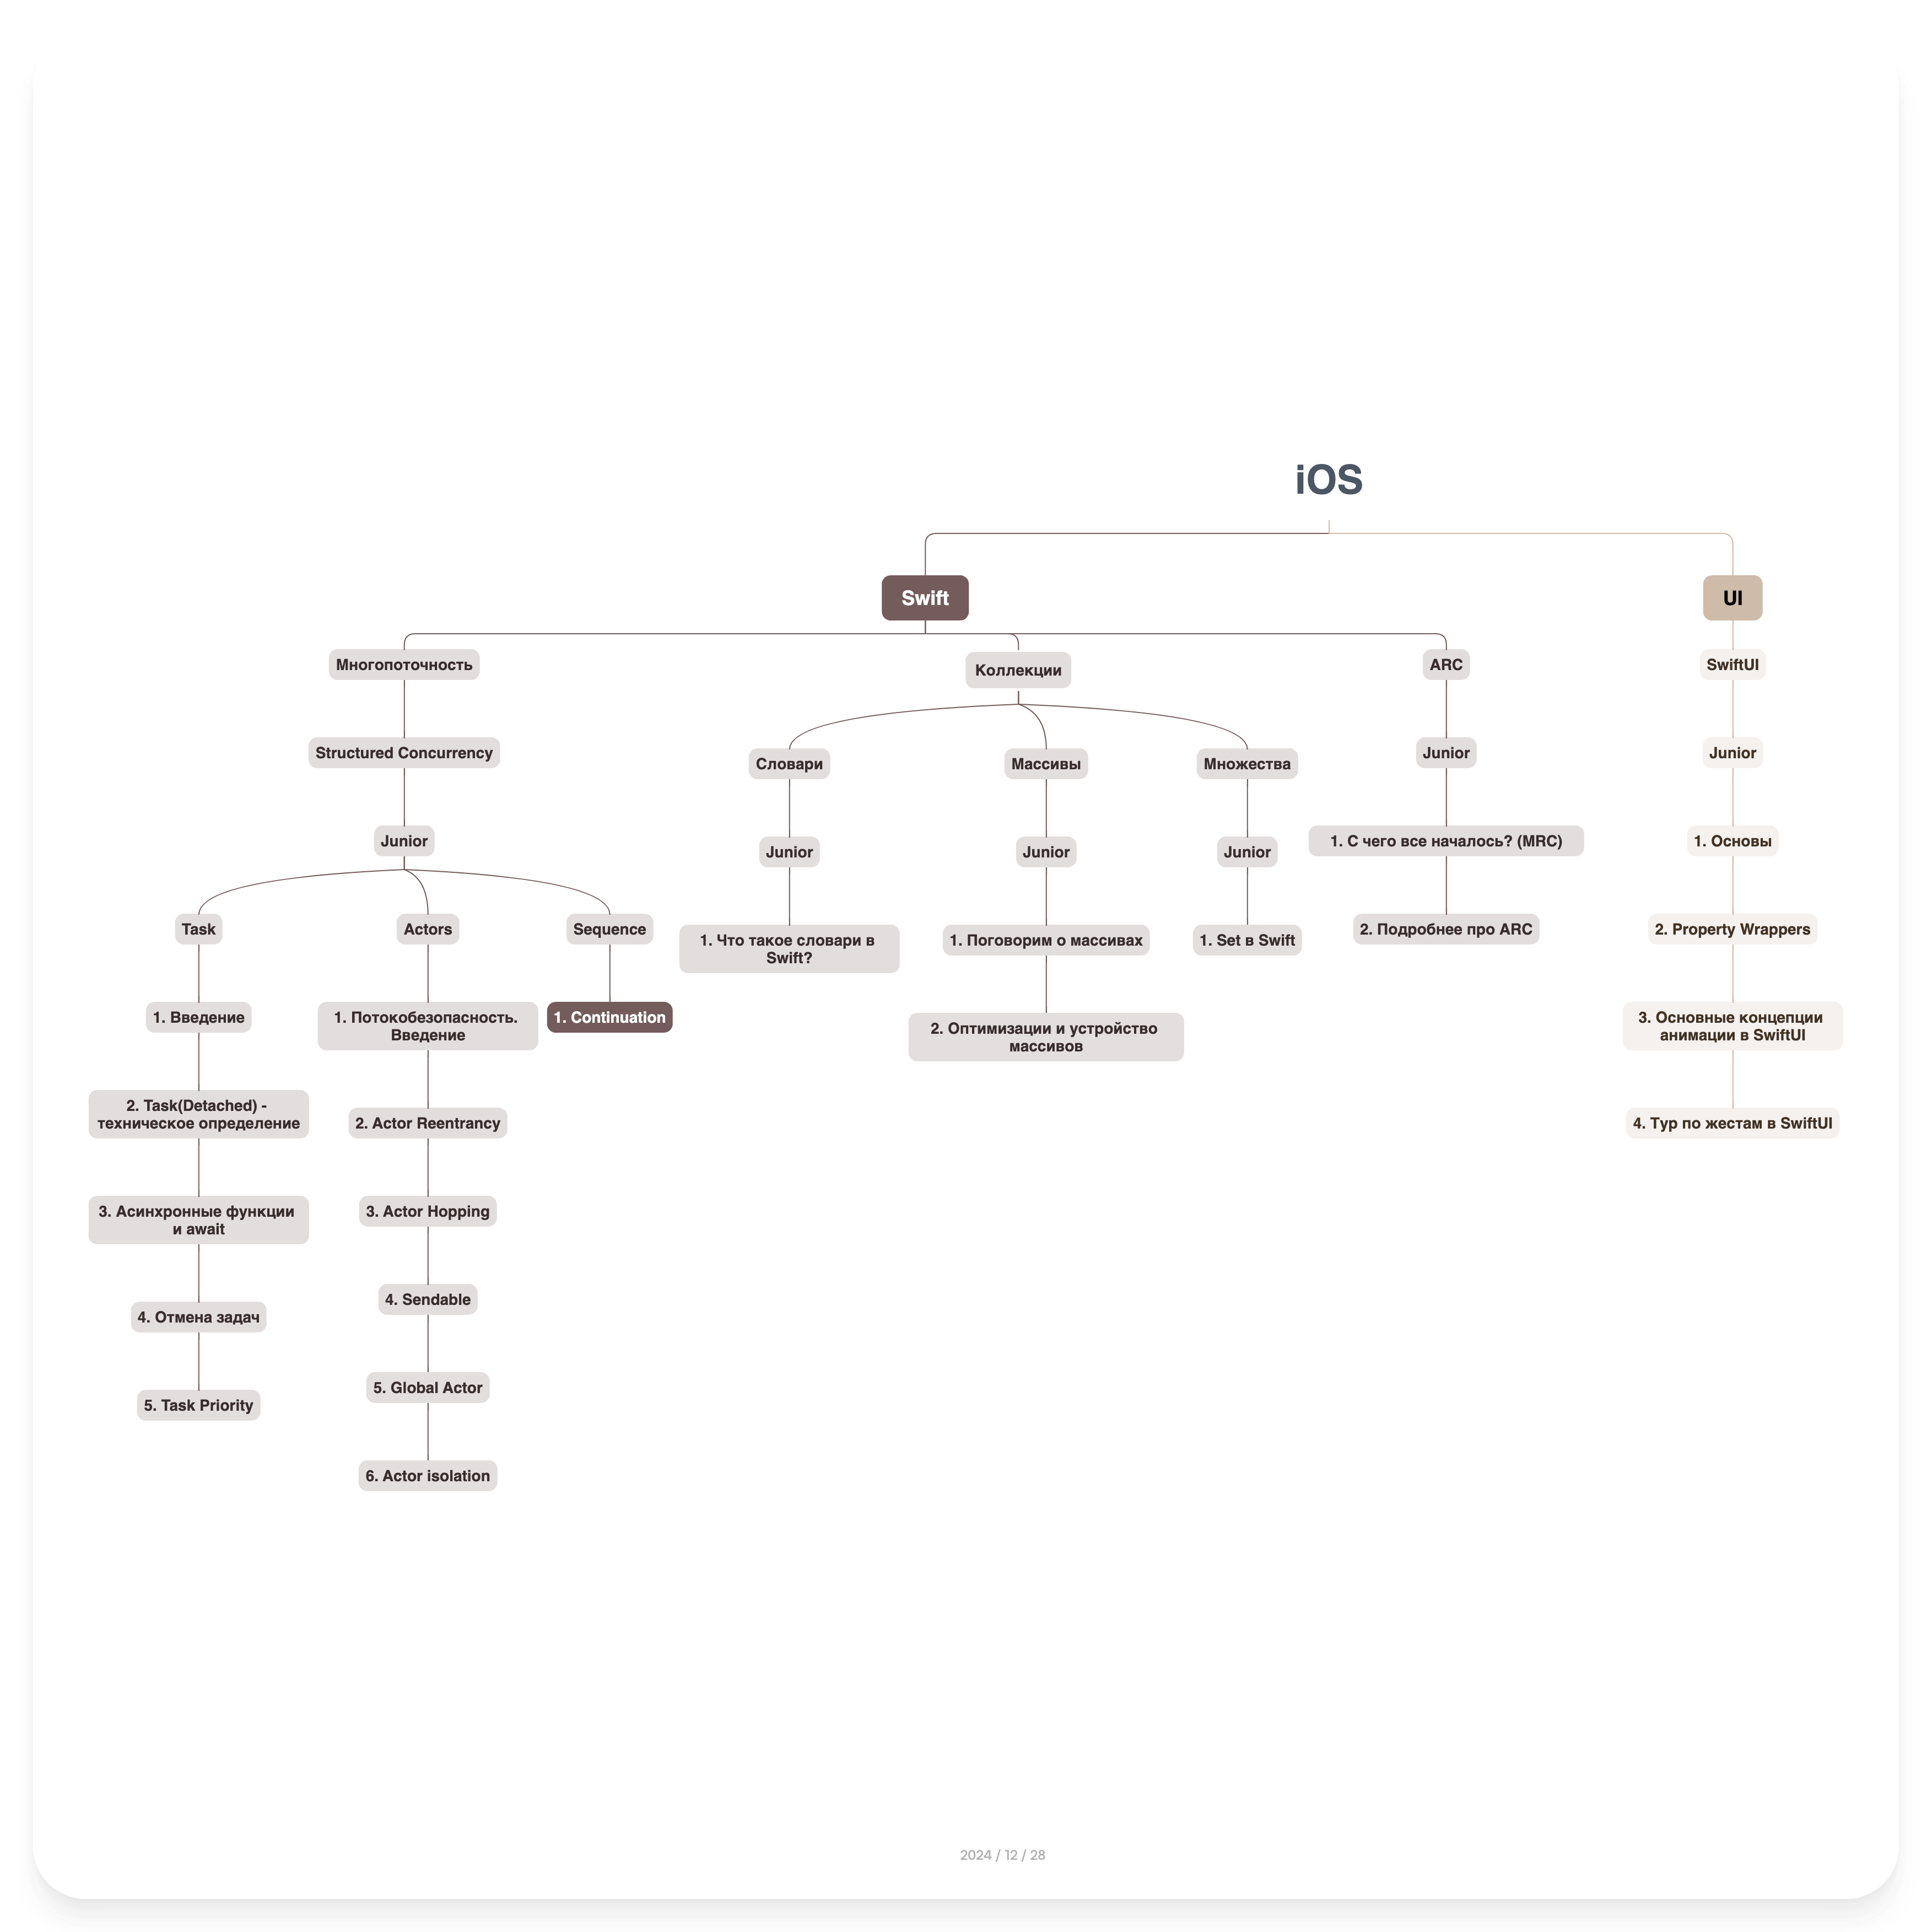 iOS
Swift
UI
Многопоточность
Коллекции
ARC
SwiftUI
Structured Concurrency
Словари
Массивы
Множества
Junior
Junior
Junior
Junior
Junior
Junior
1. С чего все началось? (MRC)
1. Основы
Task
Actors
Sequence
1. Что такое словари в
Swift?
1. Поговорим о массивах
1. Set в Swift
2. Подробнее про ARC
2. Property Wrappers
1. Введение
1. Потокобезопасность.
Введение
1. Continuation
2. Оптимизации и устройство
массивов
3. Основные концепции
анимации в SwiftUI
2. Task(Detached) -
техническое определение
2. Actor Reentrancy
4. Тур по жестам в SwiftUI
3. Асинхронные функции
и await
3. Actor Hopping
4. Отмена задач
4. Sendable
5. Task Priority
5. Global Actor
6. Actor isolation
2024 / 12 / 28